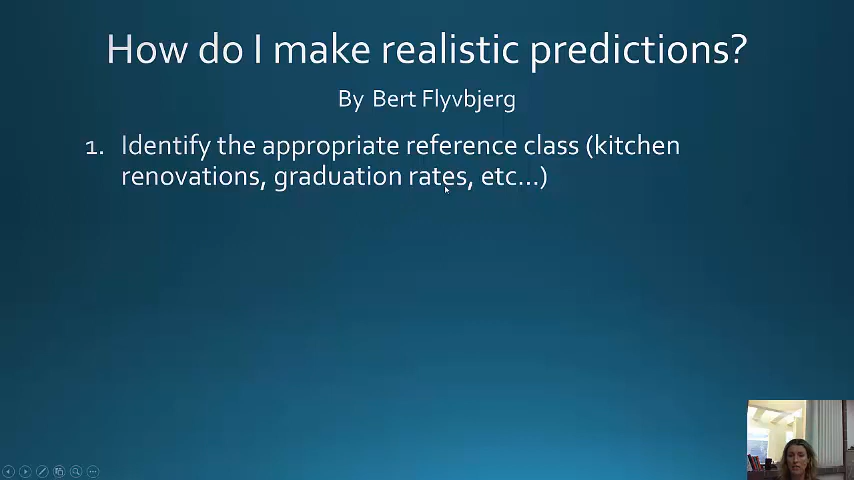 How do I make realistic predictions?
By Bert Flyvbjerg
1. Identify the appropriate reference class (kitchen
renovations, graduation rates, etc...)